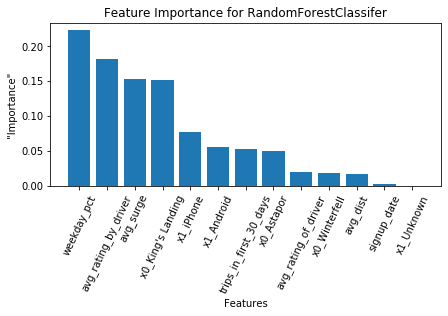 Feature Importance for RandomForestClassifer
"Importance"
0.20
0.15
0.10
0.05
0.00
weekday_pct
avg_rating_by_driver
avg_surge
x0_King's Landing
x1_iPhone
x1_Android
trips_in_first_30_days
x0_Astapor
avg_rating_of_driver
x0_Winterfell
avg_dist
signup_date
x1_Unknown
Features